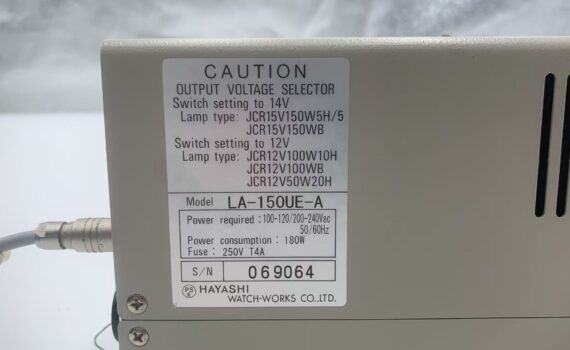 CAUTION
OUTPUT VOLTAGE SELECTOR
Switch setting to 14V
Lamp type: JCR15V150W5H/5
JCR15V150WB
Switch setting to 12V
Lamp type: JCR12V100W10H
JCR12V100WB
JCR12V50W20H
Model LA-150UE-A
Power required : 100-120/200-240Vac
50/60Hz
Power consumption : 180W
Fuse : 250V T4A
S/N 069064
PS E HAYASHI
WATCH-WORKS CO., LTD.